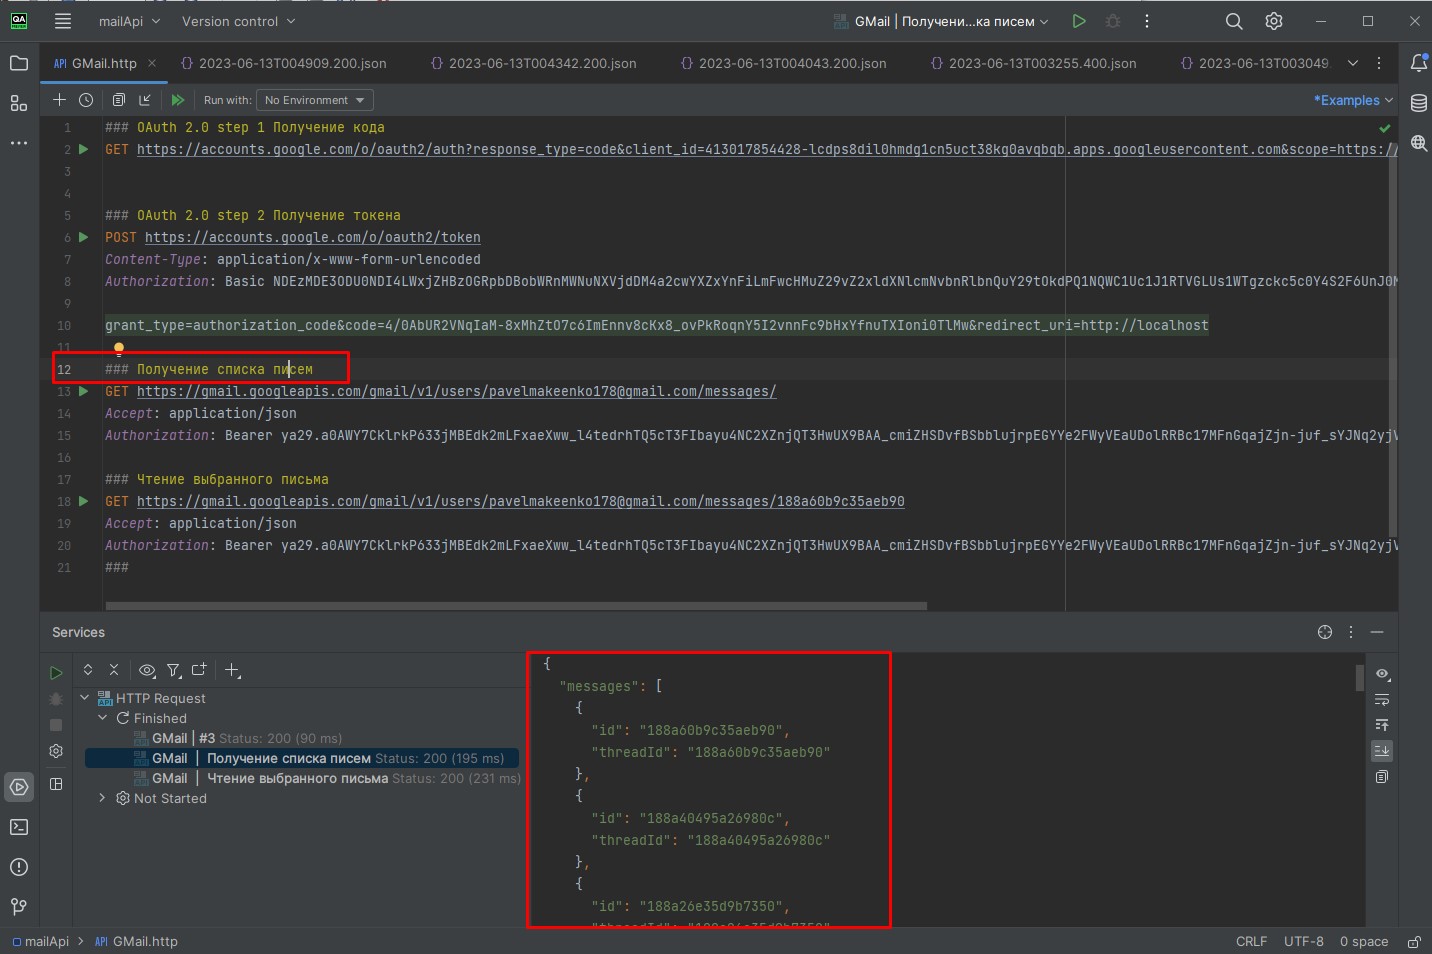 QA
mailApi
Version control
GMail | Получени...ка писем
GMail.http
2023-06-13T004909.200.json
2023-06-13T004342.200.json
2023-06-13T004043.200.json
2023-06-13T003255.400.json
2023-06-13T003049.
Run with:
No Environment
*Examples
1 ### OAuth 2.0 step 1 Получение кода
2 GET https://accounts.google.com/o/oauth2/auth?response_type=code&client_id=413017854428-lcdps8dil0hmdg1cn5uct38kg0avqbqb.apps.googleusercontent.com&scope=https://
3
4
5 ### OAuth 2.0 step 2 Получение токена
6 POST https://accounts.google.com/o/oauth2/token
7 Content-Type: application/x-www-form-urlencoded
8 Authorization: Basic
9
10 grant_type=authorization_code&code=4/0AbUR2VNqIaM-8xMhZtO7c6ImEnnv8cKx8_ovPkRoqnY5I2vnnFc9bHxYfnuTXIoni0TlMw&redirect_uri=http://localhost
11
12 ### Получение списка писем
13 GET https://gmail.googleapis.com/gmail/v1/users/pavelmakeenko178@gmail.com/messages/
14 Accept: application/json
15 Authorization: Bearer
16
17 ### Чтение выбранного письма
18 GET https://gmail.googleapis.com/gmail/v1/users/pavelmakeenko178@gmail.com/messages/188a60b9c35aeb90
19 Accept: application/json
20 Authorization: Bearer
21 ###
Services
HTTP Request
Finished
GMail | #3 Status: 200 (90 ms)
GMail | Получение списка писем Status: 200 (195 ms)
GMail | Чтение выбранного письма Status: 200 (231 ms)
Not Started
{
"messages": [
{
"id": "188a60b9c35aeb90",
"threadId": "188a60b9c35aeb90"
},
{
"id": "188a40495a26980c",
"threadId": "188a40495a26980c"
},
{
"id": "188a26e35d9b7350",
"threadId": "188a26e35d9b7350"
mailApi
GMail.http
CRLF
UTF-8
0 space